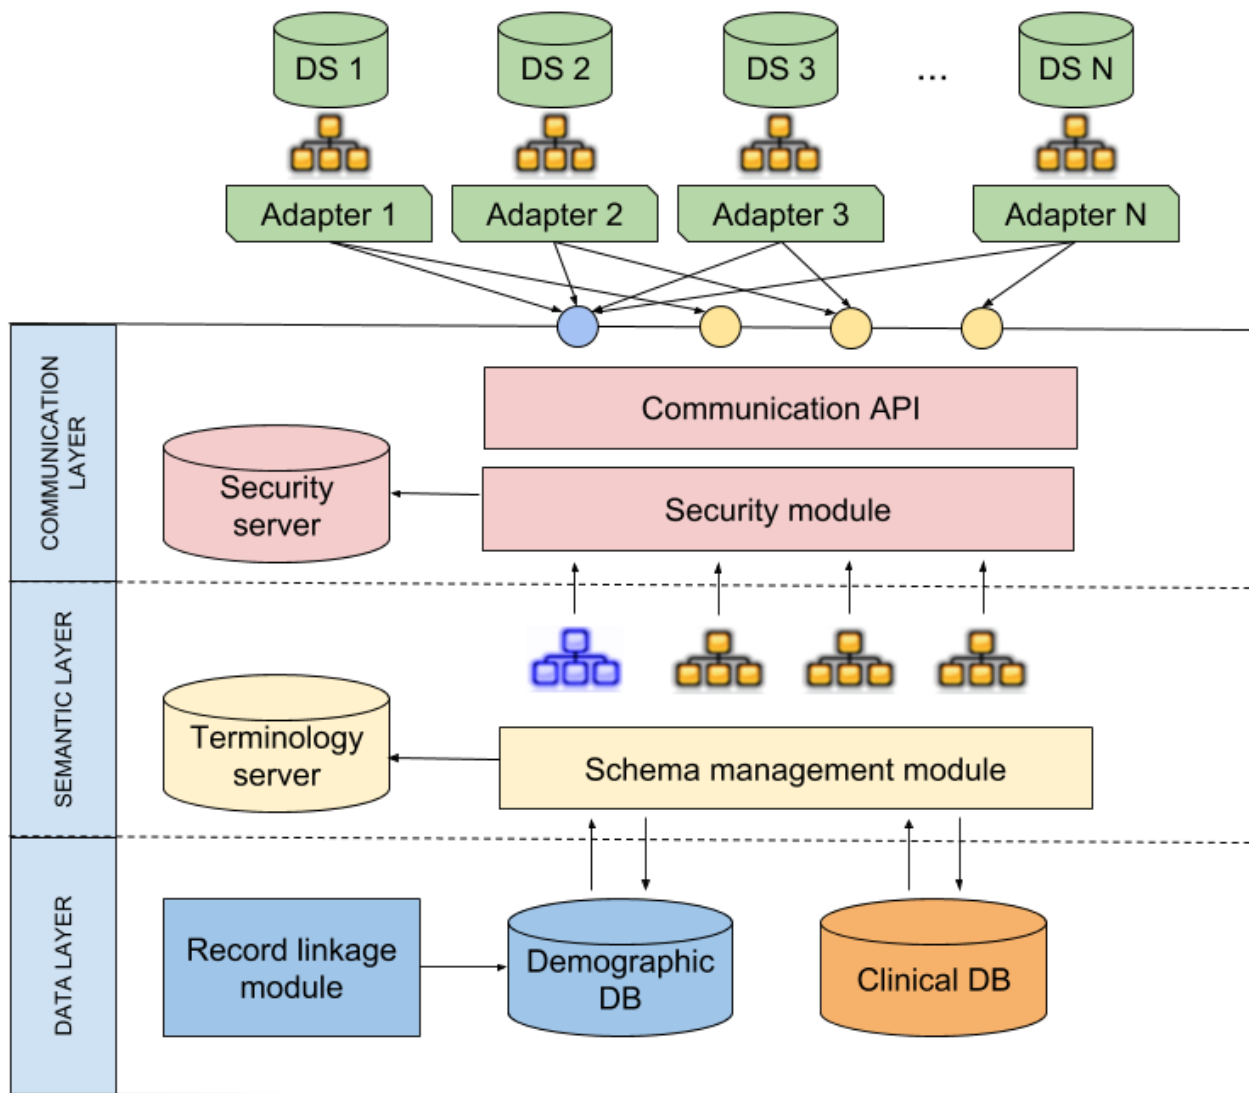 DS 1
DS 2
DS 3
...
DS N
Adapter 1
Adapter 2
Adapter 3
Adapter N
COMMUNICATION
LAYER
Communication API
Security
server
Security module
SEMANTIC LAYER
Terminology
server
Schema management module
DATA LAYER
Record linkage
module
Demographic
DB
Clinical DB